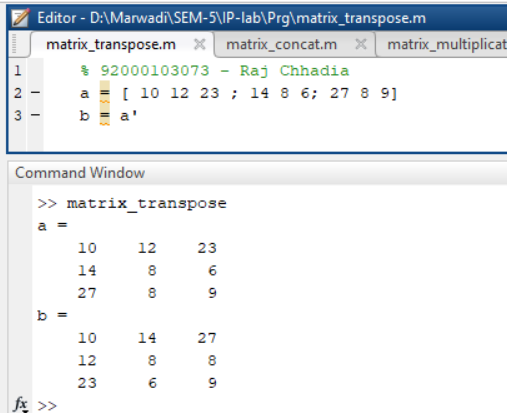 Editor - D:\Marwadi\SEM-5\IP-lab\Prg\matrix_transpose.m
matrix_transpose.m matrix_concat.m matrix_multiplicat
1 % 92000103073 - Raj Chhadia
2 - a = [ 10 12 23 ; 14 8 6; 27 8 9]
3 - b = a'
Command Window
>> matrix_transpose
a =
10 12 23
14 8 6
27 8 9
b =
10 14 27
12 8 8
23 6 9
fx >>